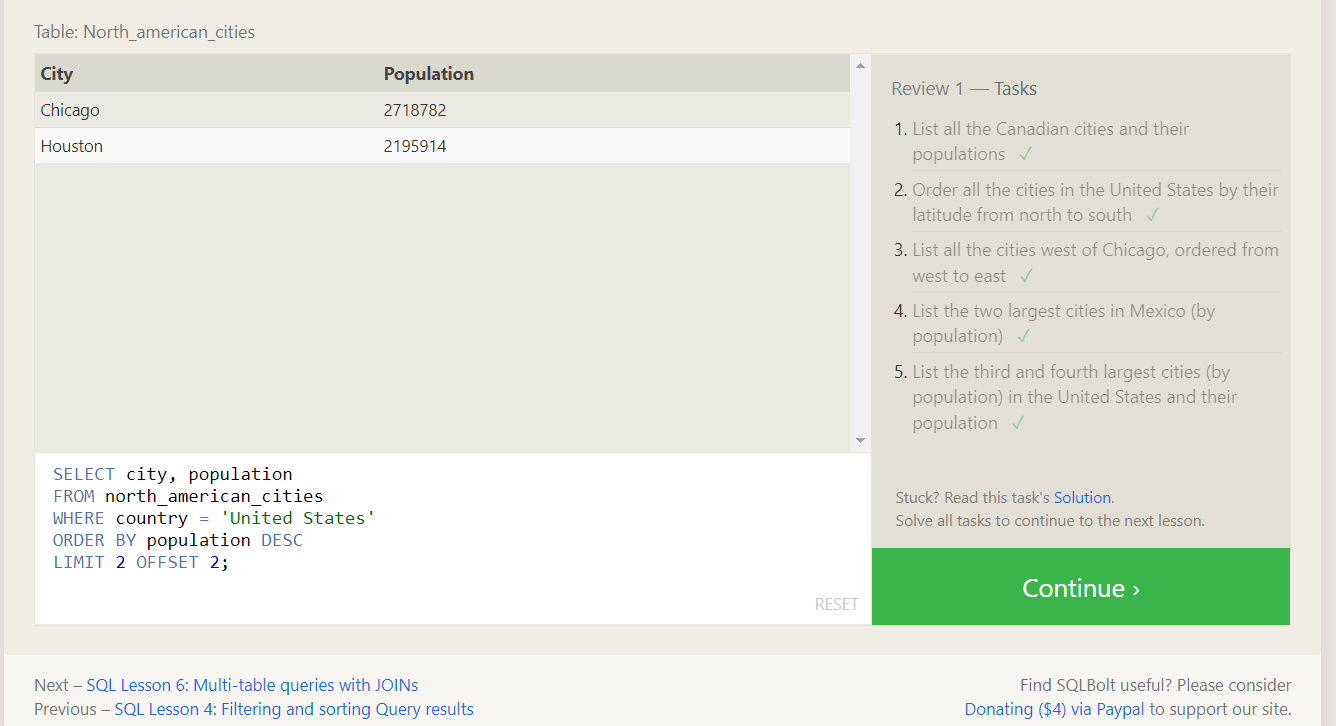 Table: North_american_cities
City Population
Chicago 2718782
Houston 2195914
SELECT city, population
FROM north_american_cities
WHERE country = 'United States'
ORDER BY population DESC
LIMIT 2 OFFSET 2;
RESET
Review 1 — Tasks
1. List all the Canadian cities and their
populations ✓
2. Order all the cities in the United States by their
latitude from north to south ✓
3. List all the cities west of Chicago, ordered from
west to east ✓
4. List the two largest cities in Mexico (by
population) ✓
5. List the third and fourth largest cities (by
population) in the United States and their
population ✓
Stuck? Read this task's Solution.
Solve all tasks to continue to the next lesson.
Continue ›
Next – SQL Lesson 6: Multi-table queries with JOINs
Previous – SQL Lesson 4: Filtering and sorting Query results
Find SQLBolt useful? Please consider
Donating ($4) via Paypal to support our site.